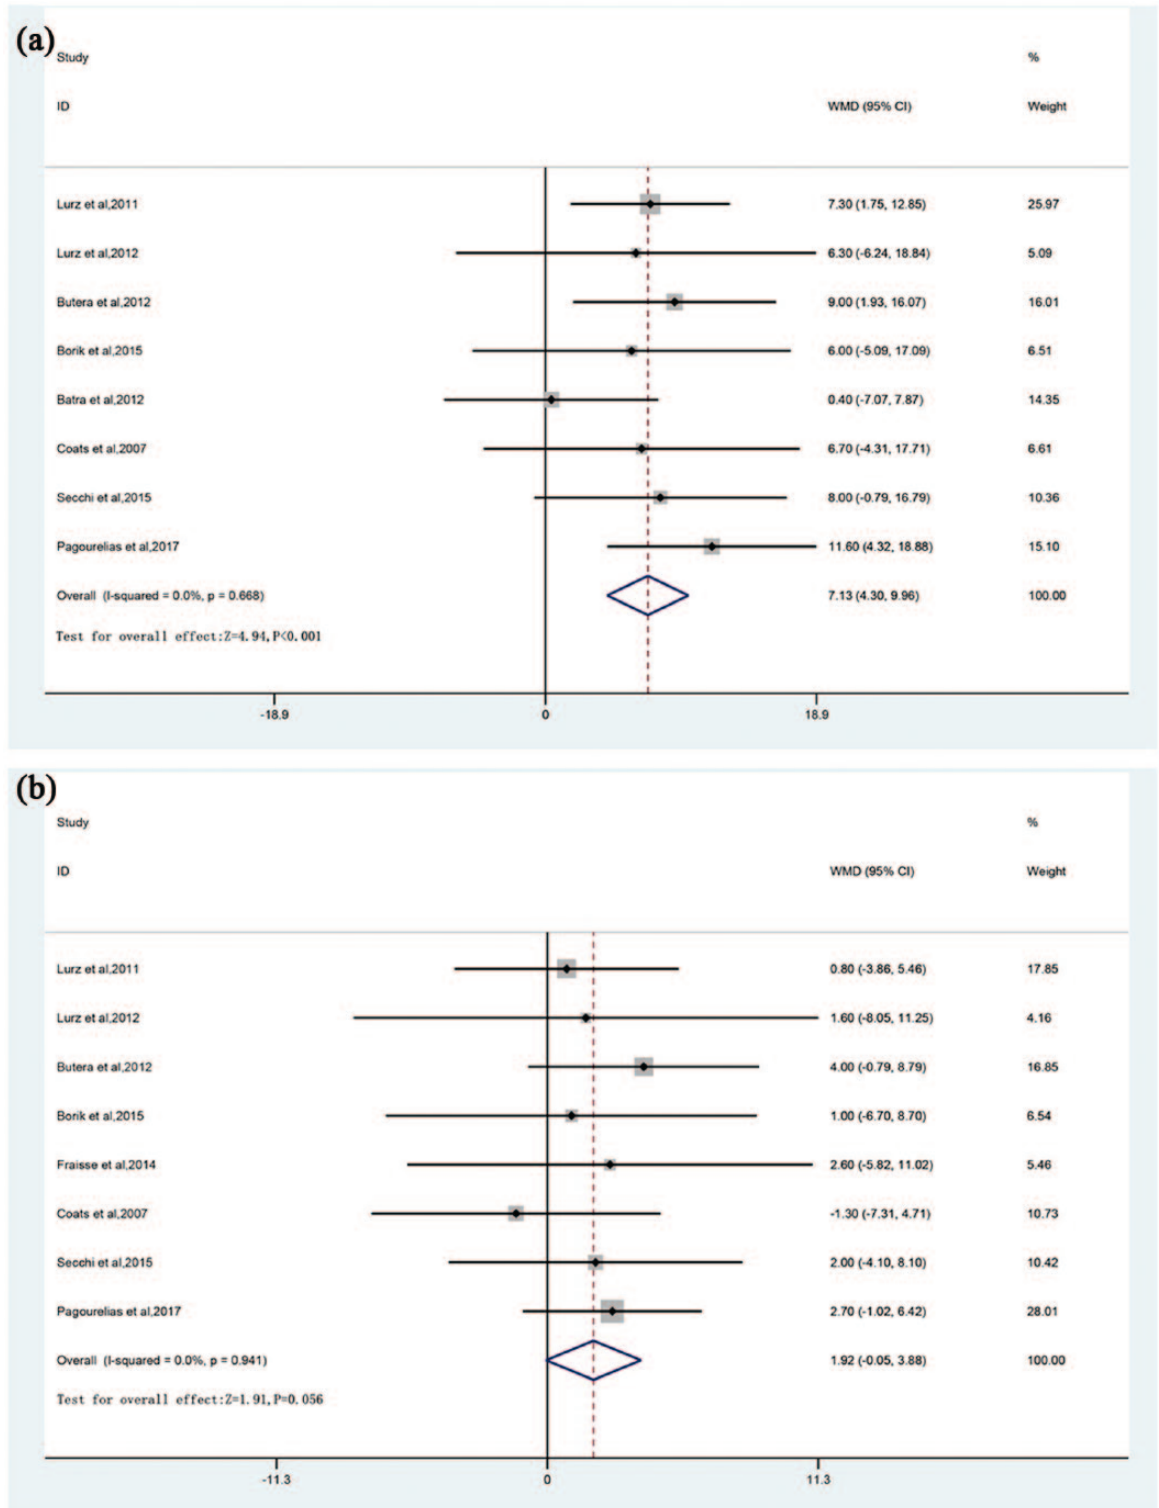 (a)
Study %
ID WMD (95% CI) Weight
Lurz et al,2011 7.30 (1.75, 12.85) 25.97
Lurz et al,2012 6.30 (-6.24, 18.84) 5.09
Butera et al,2012 9.00 (1.93, 16.07) 16.01
Borik et al,2015 6.00 (-5.09, 17.09) 6.51
Batra et al,2012 0.40 (-7.07, 7.87) 14.35
Coats et al,2007 6.70 (-4.31, 17.71) 6.61
Secchi et al,2015 8.00 (-0.79, 16.79) 10.36
Pagourelias et al,2017 11.60 (4.32, 18.88) 15.10
Overall (I-squared = 0.0%, p = 0.668) 7.13 (4.30, 9.96) 100.00
Test for overall effect:Z=4.94,P<0.001
-18.9 0 18.9
(b)
Study %
ID WMD (95% CI) Weight
Lurz et al,2011 0.80 (-3.86, 5.46) 17.85
Lurz et al,2012 1.60 (-8.05, 11.25) 4.16
Butera et al,2012 4.00 (-0.79, 8.79) 16.85
Borik et al,2015 1.00 (-6.70, 8.70) 6.54
Fraisse et al,2014 2.60 (-5.82, 11.02) 5.46
Coats et al,2007 -1.30 (-7.31, 4.71) 10.73
Secchi et al,2015 2.00 (-4.10, 8.10) 10.42
Pagourelias et al,2017 2.70 (-1.02, 6.42) 28.01
Overall (I-squared = 0.0%, p = 0.941) 1.92 (-0.05, 3.88) 100.00
Test for overall effect:Z=1.91,P=0.056
-11.3 0 11.3